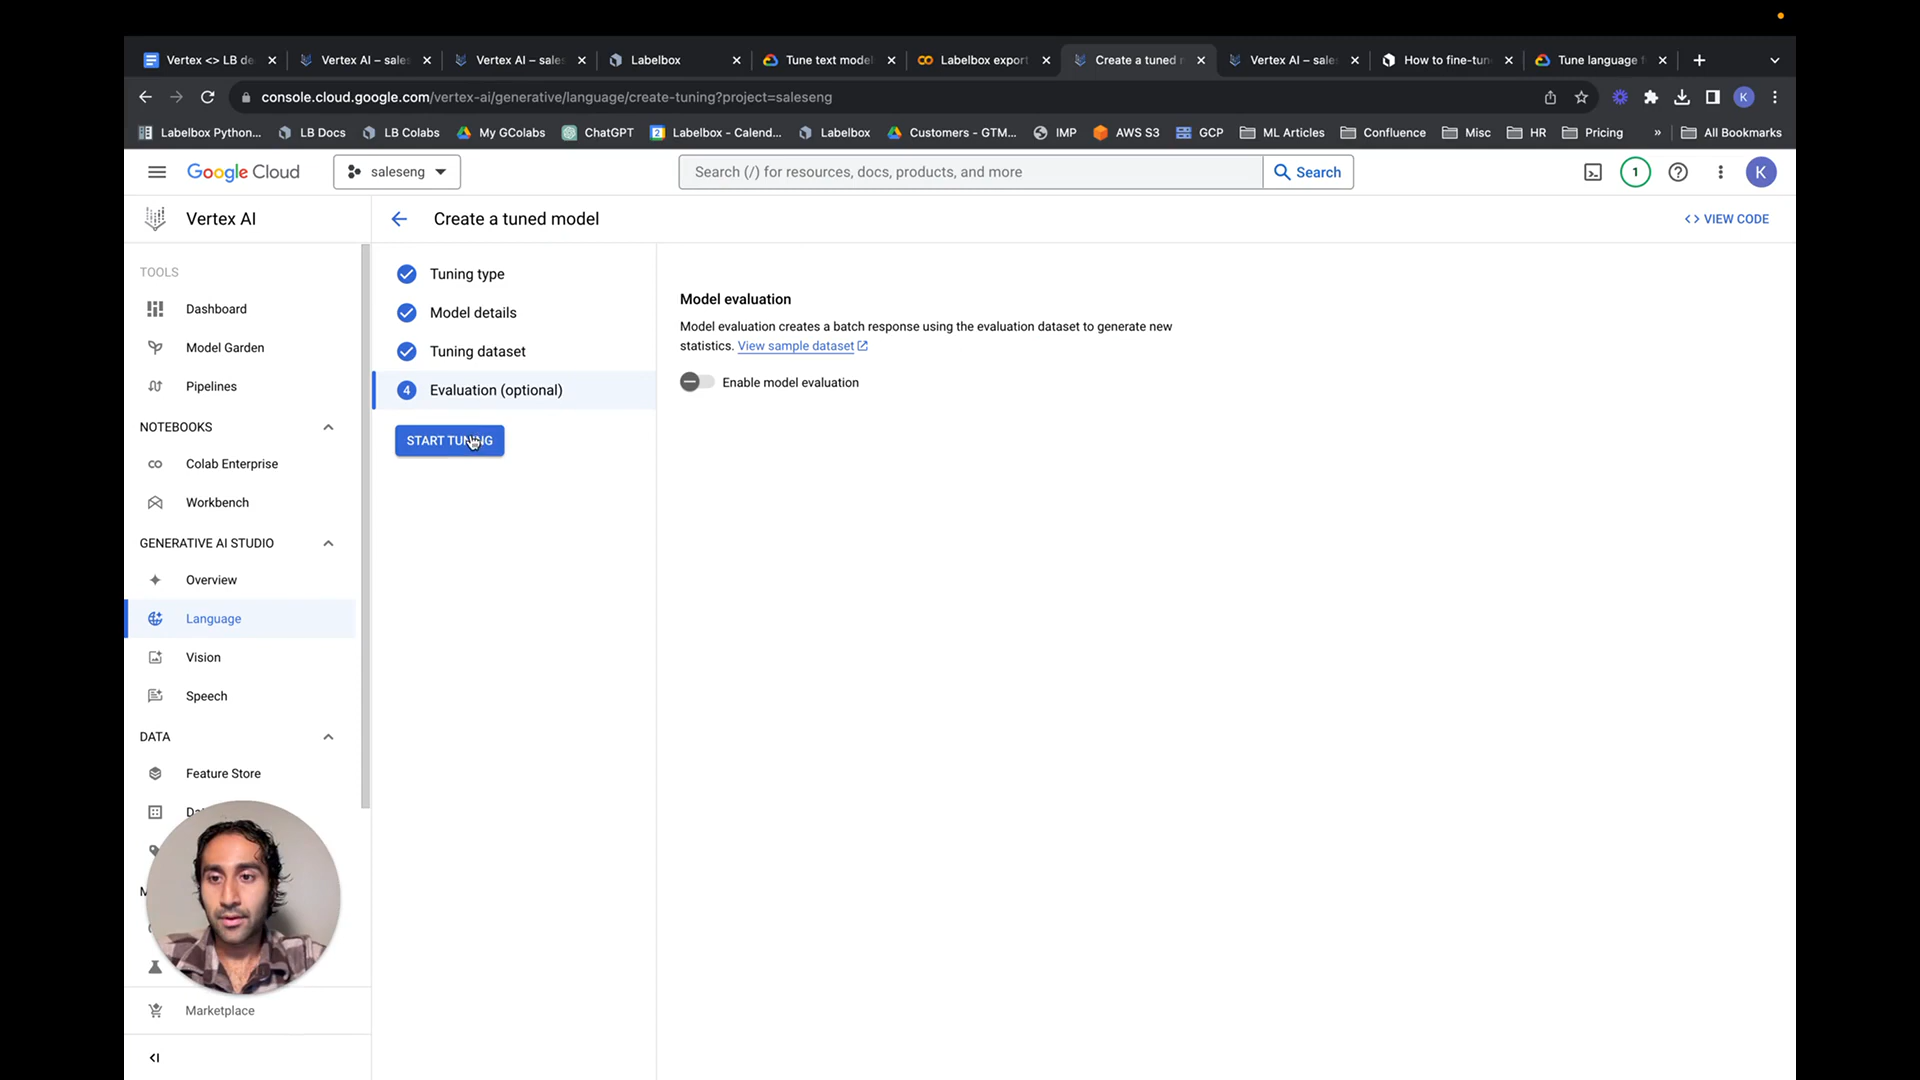 Vertex <> LB de
Vertex AI – sales
Vertex AI – sales
Labelbox
Tune text model
Labelbox export
Create a tuned
Vertex AI – sales
How to fine-tun
Tune language f
console.cloud.google.com/vertex-ai/generative/language/create-tuning?project=saleseng
K
Labelbox Python...
LB Docs
LB Colabs
My GColabs
ChatGPT
Labelbox - Calend...
Labelbox
Customers - GTM...
IMP
AWS S3
GCP
ML Articles
Confluence
Misc
HR
Pricing
»
All Bookmarks
Google Cloud
saleseng
Search (/) for resources, docs, products, and more
Search
1
K
Vertex AI
Create a tuned model
<> VIEW CODE
TOOLS
Dashboard
Model Garden
Pipelines
NOTEBOOKS
Colab Enterprise
Workbench
GENERATIVE AI STUDIO
Overview
Language
Vision
Speech
DATA
Feature Store
Marketplace
Tuning type
Model details
Tuning dataset
4 Evaluation (optional)
START TUNING
Model evaluation
Model evaluation creates a batch response using the evaluation dataset to generate new
statistics. View sample dataset
Enable model evaluation